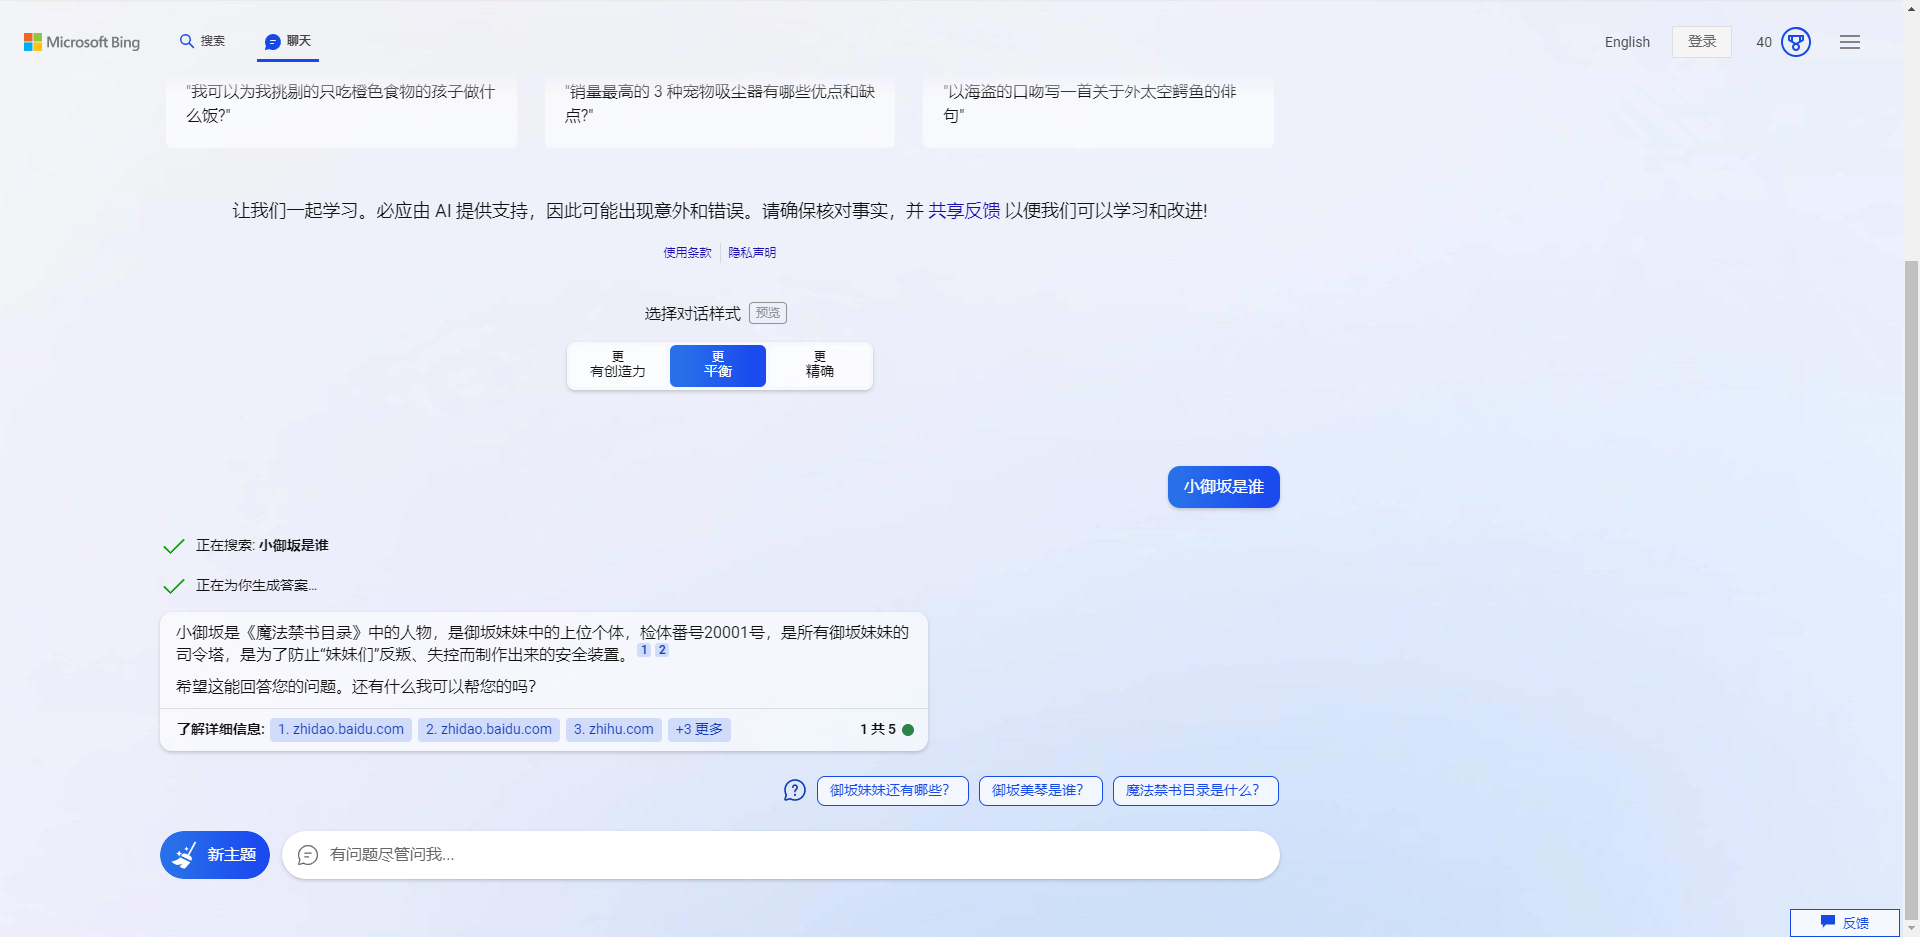 Microsoft Bing
搜索
聊天
English
登录
40
"我可以为我挑剔的只吃橙色食物的孩子做什
么饭?"
"销量最高的 3 种宠物吸尘器有哪些优点和缺
点?"
"以海盗的口吻写一首关于外太空鳄鱼的俳
句"
让我们一起学习。必应由 AI 提供支持，因此可能出现意外和错误。请确保核对事实，并 共享反馈 以便我们可以学习和改进!
使用条款
隐私声明
选择对话样式 预览
更
有创造力
更
平衡
更
精确
小御坂是谁
正在搜索: 小御坂是谁
正在为你生成答案...
小御坂是《魔法禁书目录》中的人物，是御坂妹妹中的上位个体，检体番号20001号，是所有御坂妹妹的
司令塔，是为了防止“妹妹们”反叛、失控而制作出来的安全装置。 1 2
希望这能回答您的问题。还有什么我可以帮您的吗?
了解详细信息: 1. zhidao.baidu.com 2. zhidao.baidu.com 3. zhihu.com +3 更多 1 共 5
御坂妹妹还有哪些? 御坂美琴是谁? 魔法禁书目录是什么?
新主题
有问题尽管问我...
反馈